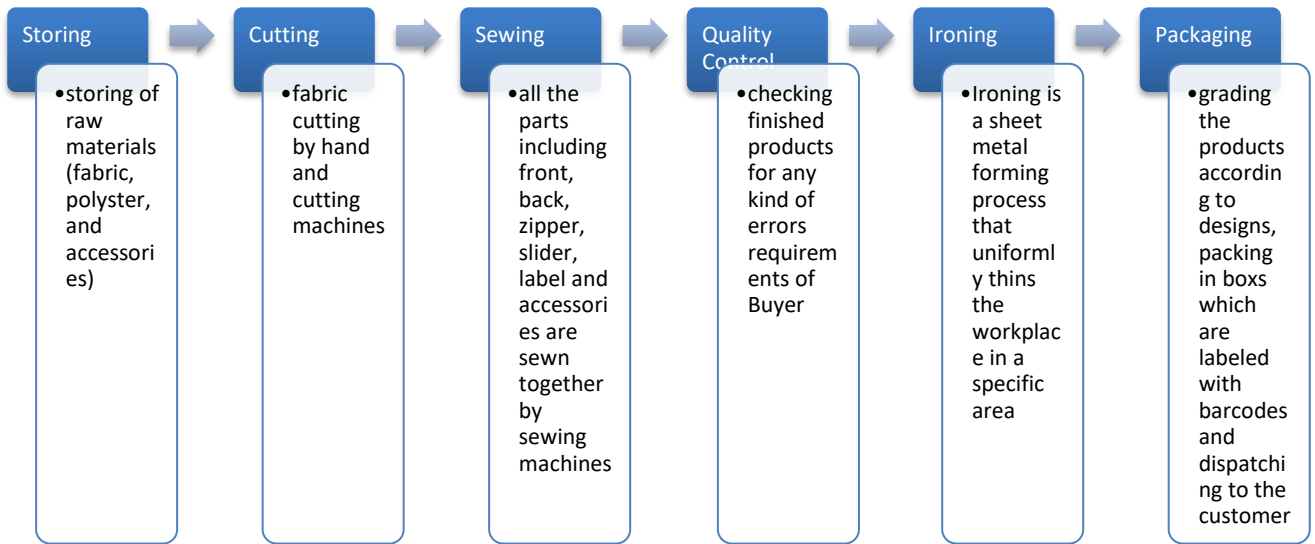 Storing
•storing of
raw
materials
(fabric,
polyster,
and
accessori
es)
Cutting
•fabric
cutting
by hand
and
cutting
machines
Sewing
•all the
parts
including
front,
back,
zipper,
slider,
label and
accessori
es are
sewn
together
by
sewing
machines
Quality
Control
•checking
finished
products
for any
kind of
errors
requirem
ents of
Buyer
Ironing
•Ironing is
a sheet
metal
forming
process
that
uniforml
y thins
the
workplac
e in a
specific
area
Packaging
•grading
the
products
accordin
g to
designs,
packing
in boxs
which
are
labeled
with
barcodes
and
dispatchi
ng to the
customer